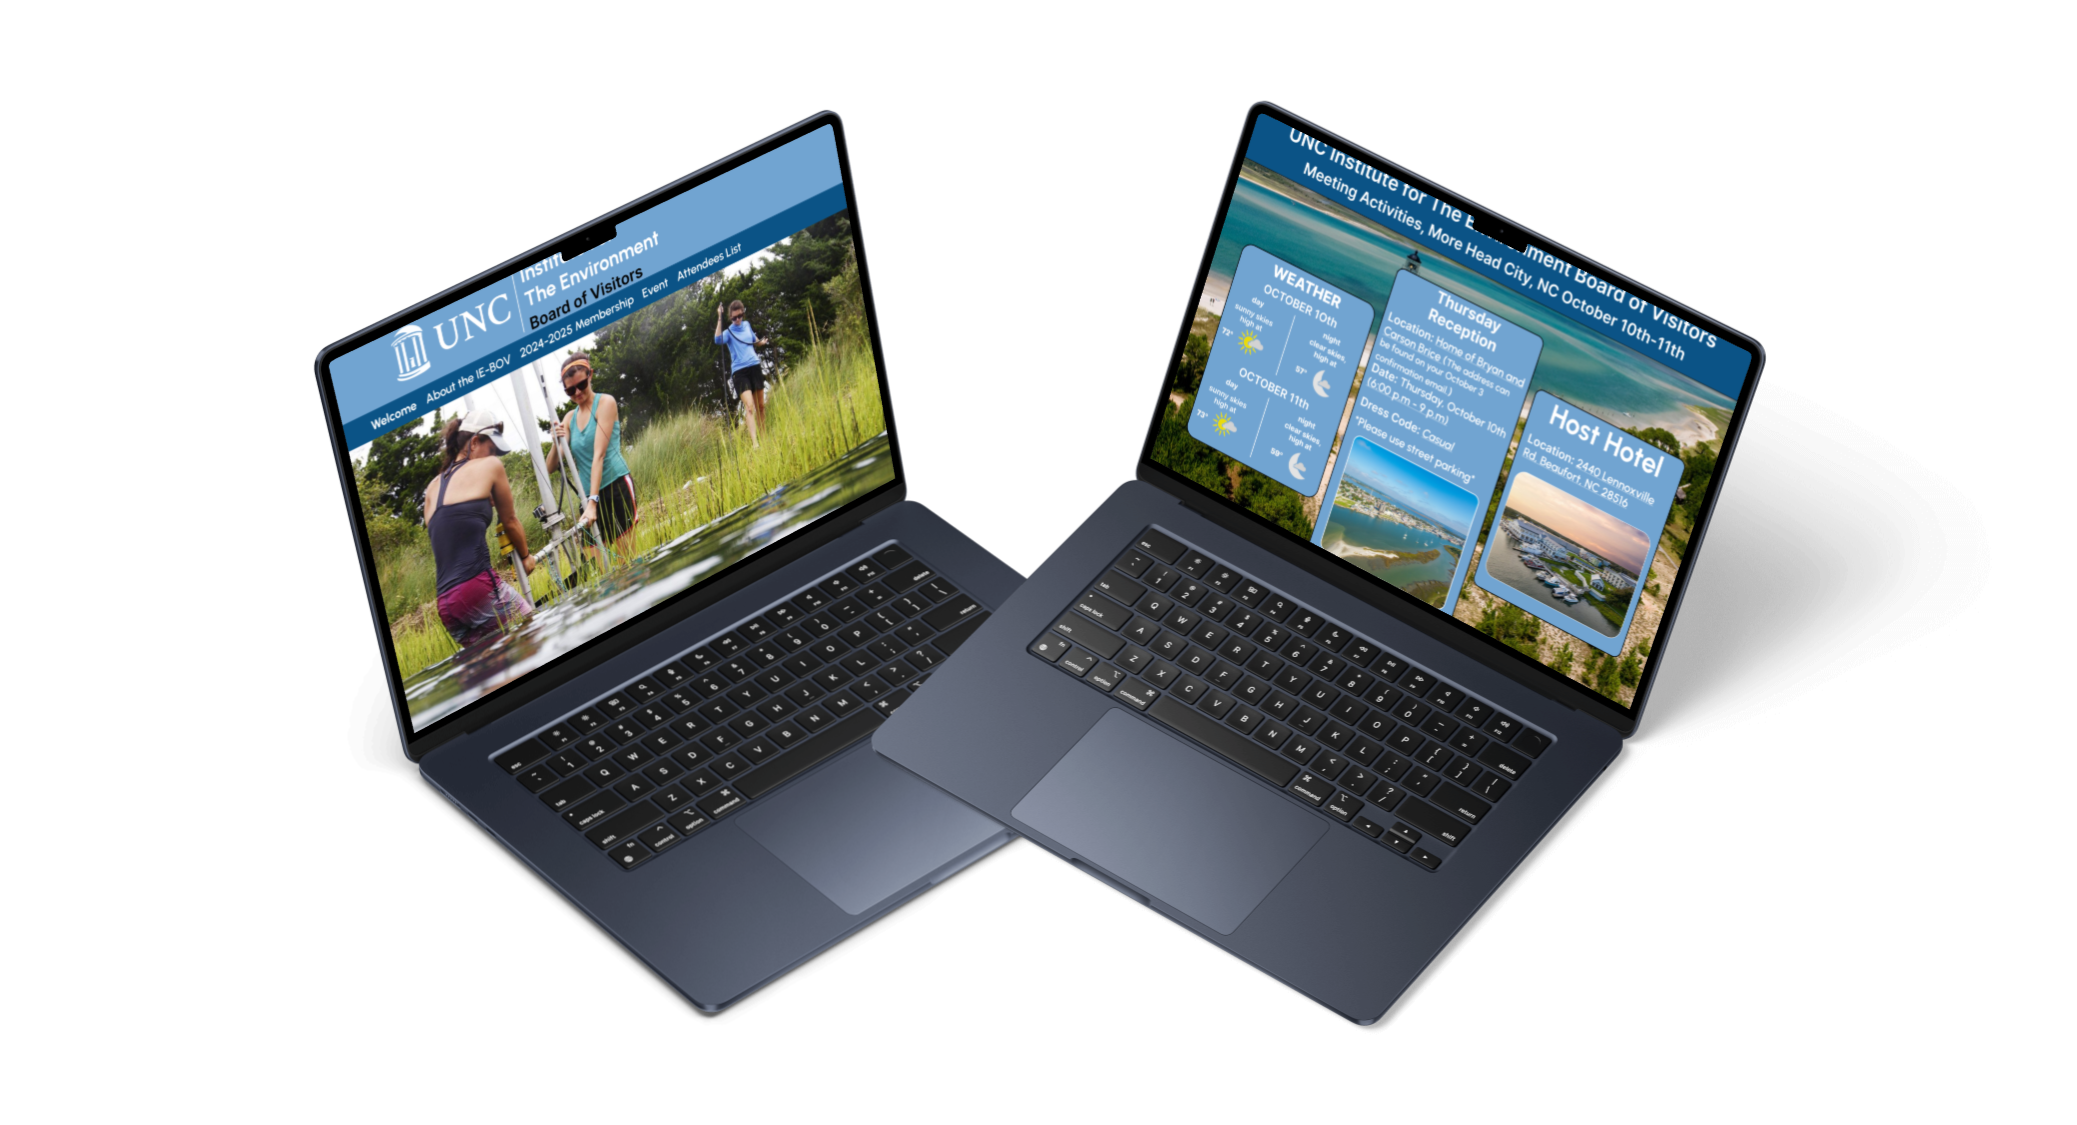 UNC
The Environment
Board of Visitors
Welcome About the IE-BOV 2024-2025 Membership Event Attendees List
UNC Institute for The
Board of Visitors
Meeting Activities, More Head City, NC October 10th-11th
WEATHER
OCTOBER 10th
day
sunny skies
high at
72°
night
clear skies,
high at
57°
OCTOBER 11th
day
sunny skies
high at
73°
night
clear skies,
high at
59°
Thursday
Reception
Location: Home of Bryan and
Carson Brice (The address can
be found on your October 3
confirmation email.)
Date: Thursday, October 10th
(6:00 p.m - 9 p.m)
Dress Code: Casual
*Please use street parking*
Host Hotel
Location: 2440 Lennoxville
Rd, Beaufort, NC 28516